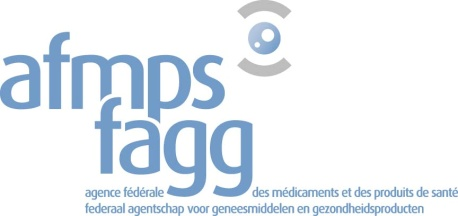 afmps
fagg
agence fédérale des médicaments et des produits de santé
federaal agentschap voor geneesmiddelen en gezondheidsproducten